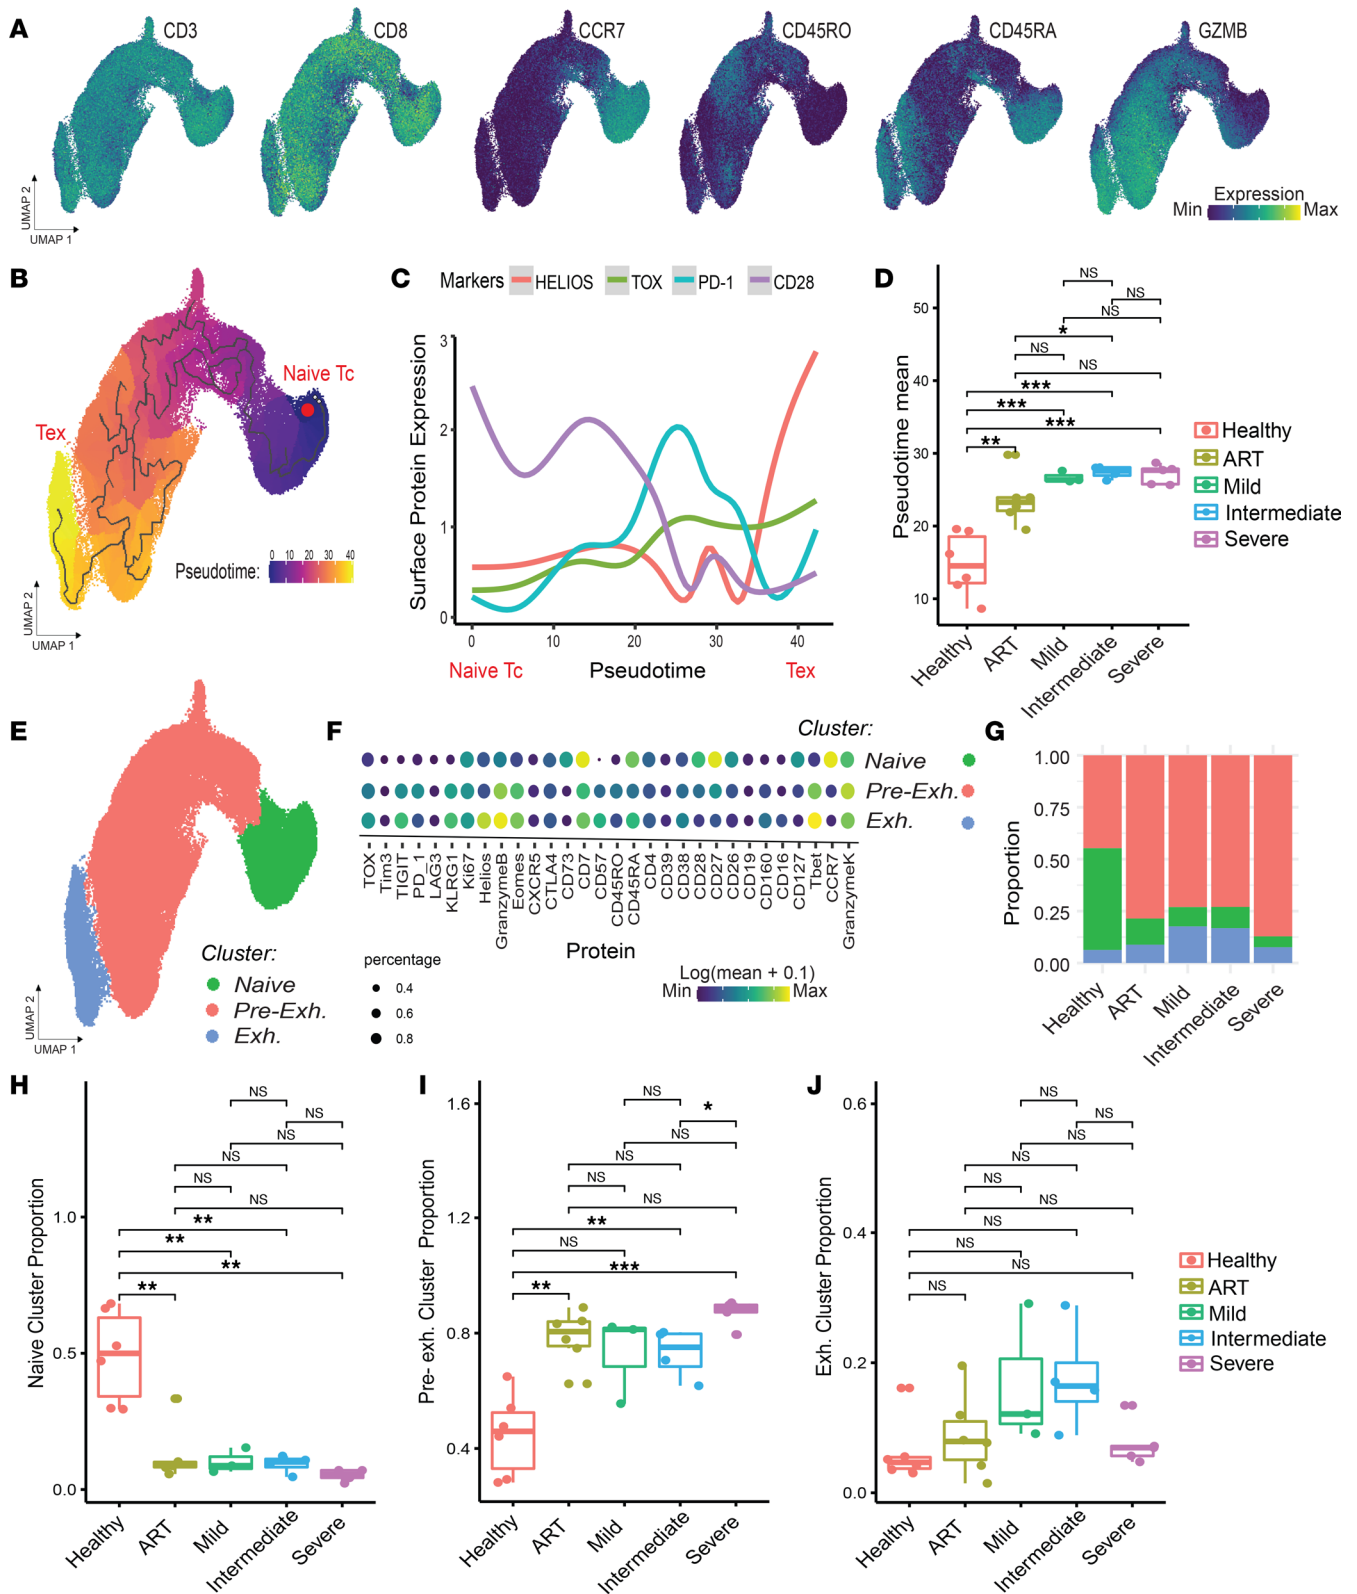 A
CD3
CD8
CCR7
CD45RO
CD45RA
GZMB
UMAP 2
UMAP 1
Expression
Min Max
B
Naive Tc
Tex
Pseudotime:
0 10 20 30 40
UMAP 2
UMAP 1
C
Markers HELIOS TOX PD-1 CD28
Surface Protein Expression
3
2
1
0
0 10 20 30 40
Naive Tc Pseudotime Tex
D
Pseudotime mean
50
40
30
20
10
NS
NS
NS
*
NS
NS
***
***
***
**
Healthy
ART
Mild
Intermediate
Severe
Healthy
ART
Mild
Intermediate
Severe
E
Cluster:
Naive
Pre-Exh.
Exh.
UMAP 2
UMAP 1
F
Cluster:
Naive
Pre-Exh.
Exh.
TOX
Tim3
TIGIT
PD_1
LAG3
KLRG1
Ki67
Helios
GranzymeB
Eomes
CXCR5
CTLA4
CD73
CD7
CD57
CD45RO
CD45RA
CD4
CD39
CD38
CD28
CD27
CD26
CD19
CD160
CD16
CD127
Tbet
CCR7
GranzymeK
Protein
percentage
0.4
0.6
0.8
Log(mean + 0.1)
Min Max
G
Proportion
1.00
0.75
0.50
0.25
0.00
Healthy
ART
Mild
Intermediate
Severe
H
Naive Cluster Proportion
1.0
0.5
0.0
NS
NS
NS
NS
NS
NS
**
**
**
**
Healthy
ART
Mild
Intermediate
Severe
I
Pre- exh. Cluster Proportion
1.6
1.2
0.8
0.4
NS
*
NS
NS
NS
NS
**
NS
***
**
Healthy
ART
Mild
Intermediate
Severe
J
Exh. Cluster Proportion
0.6
0.4
0.2
0.0
NS
NS
NS
NS
NS
NS
NS
NS
NS
NS
Healthy
ART
Mild
Intermediate
Severe
Healthy
ART
Mild
Intermediate
Severe